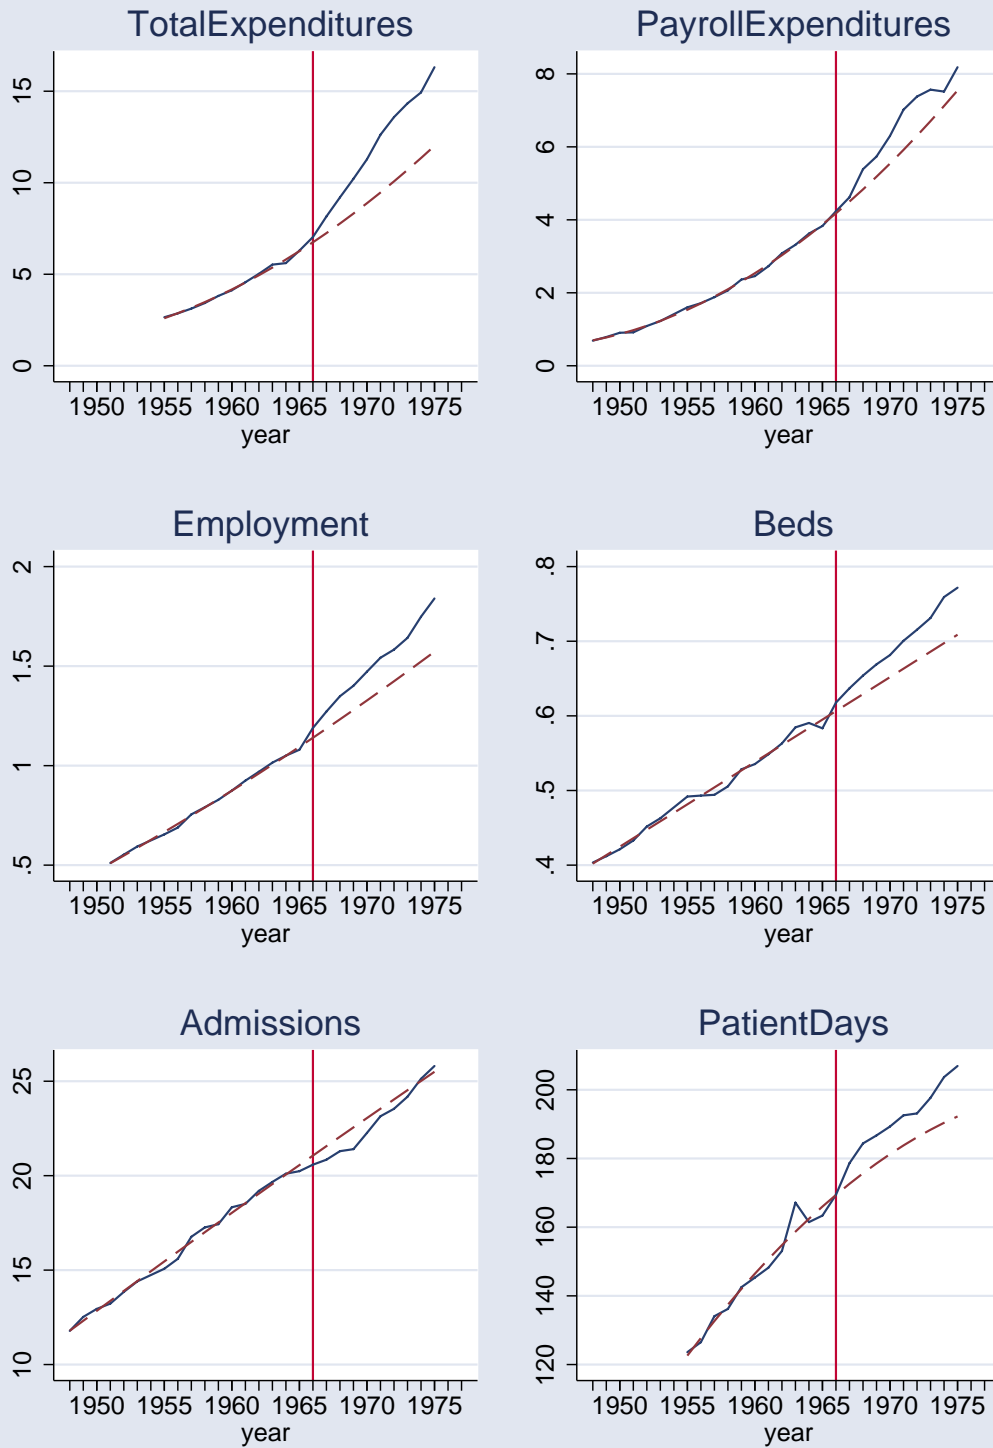 TotalExpenditures
15
10
5
0
1950 1955 1960 1965 1970 1975
year
PayrollExpenditures
8
6
4
2
0
1950 1955 1960 1965 1970 1975
year
Employment
2
1.5
1
.5
1950 1955 1960 1965 1970 1975
year
Beds
.8
.7
.6
.5
.4
1950 1955 1960 1965 1970 1975
year
Admissions
25
20
15
10
1950 1955 1960 1965 1970 1975
year
PatientDays
200
180
160
140
120
1950 1955 1960 1965 1970 1975
year